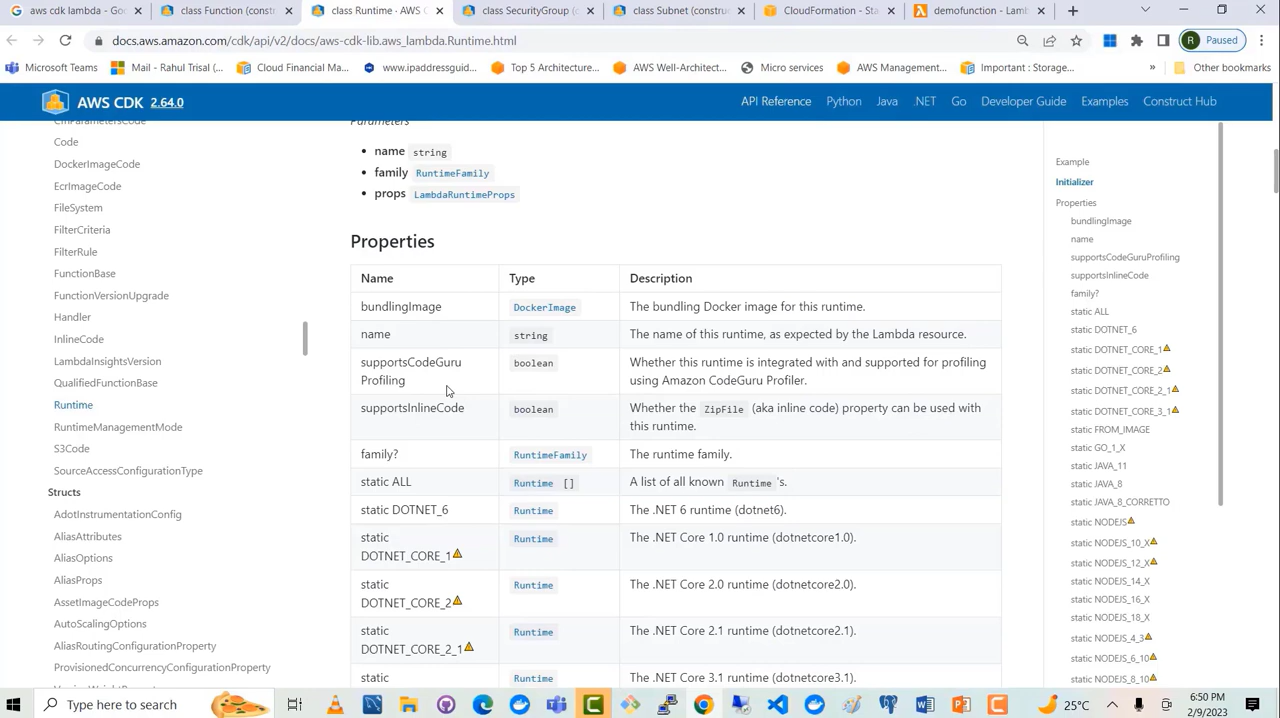 aws cdk lambda - Go
class Function (constr
class Runtime · AWS C
class SecurityGroup (c
class Subnet (constru
CloudFormation - Sta
demofunction - Lamb
docs.aws.amazon.com/cdk/api/v2/docs/aws-cdk-lib.aws_lambda.Runtime.html
R Paused
Microsoft Teams
Mail - Rahul Trisal (...
Cloud Financial Ma...
www.ipaddressguid...
Top 5 Architecture...
AWS Well-Architect...
Micro services
AWS Management...
Important : Storage...
»
Other bookmarks
AWS CDK 2.64.0
API Reference
Python
Java
.NET
Go
Developer Guide
Examples
Construct Hub
CfnParametersCode
Code
DockerImageCode
EcrImageCode
FileSystem
FilterCriteria
FilterRule
FunctionBase
FunctionVersionUpgrade
Handler
InlineCode
LambdaInsightsVersion
QualifiedFunctionBase
Runtime
RuntimeManagementMode
S3Code
SourceAccessConfigurationType
Structs
AdotInstrumentationConfig
AliasAttributes
AliasOptions
AliasProps
AssetImageCodeProps
AutoScalingOptions
AliasRoutingConfigurationProperty
ProvisionedConcurrencyConfigurationProperty
Parameters
• name string
• family RuntimeFamily
• props LambdaRuntimeProps
Properties
Name Type Description
bundlingImage DockerImage The bundling Docker image for this runtime.
name string The name of this runtime, as expected by the Lambda resource.
supportsCodeGuru boolean Whether this runtime is integrated with and supported for profiling
Profiling using Amazon CodeGuru Profiler.
supportsInlineCode boolean Whether the ZipFile (aka inline code) property can be used with
this runtime.
family? RuntimeFamily The runtime family.
static ALL Runtime [] A list of all known Runtime 's.
static DOTNET_6 Runtime The .NET 6 runtime (dotnet6).
static Runtime The .NET Core 1.0 runtime (dotnetcore1.0).
DOTNET_CORE_1
static Runtime The .NET Core 2.0 runtime (dotnetcore2.0).
DOTNET_CORE_2
static Runtime The .NET Core 2.1 runtime (dotnetcore2.1).
DOTNET_CORE_2_1
static Runtime The .NET Core 3.1 runtime (dotnetcore3.1).
Example
Initializer
Properties
bundlingImage
name
supportsCodeGuruProfiling
supportsInlineCode
family?
static ALL
static DOTNET_6
static DOTNET_CORE_1
static DOTNET_CORE_2
static DOTNET_CORE_2_1
static DOTNET_CORE_3_1
static FROM_IMAGE
static GO_1_X
static JAVA_11
static JAVA_8
static JAVA_8_CORRETTO
static NODEJS
static NODEJS_10_X
static NODEJS_12_X
static NODEJS_14_X
static NODEJS_16_X
static NODEJS_18_X
static NODEJS_4_3
static NODEJS_6_10
static NODEJS_8_10
Type here to search
25°C
6:50 PM
2/9/2023